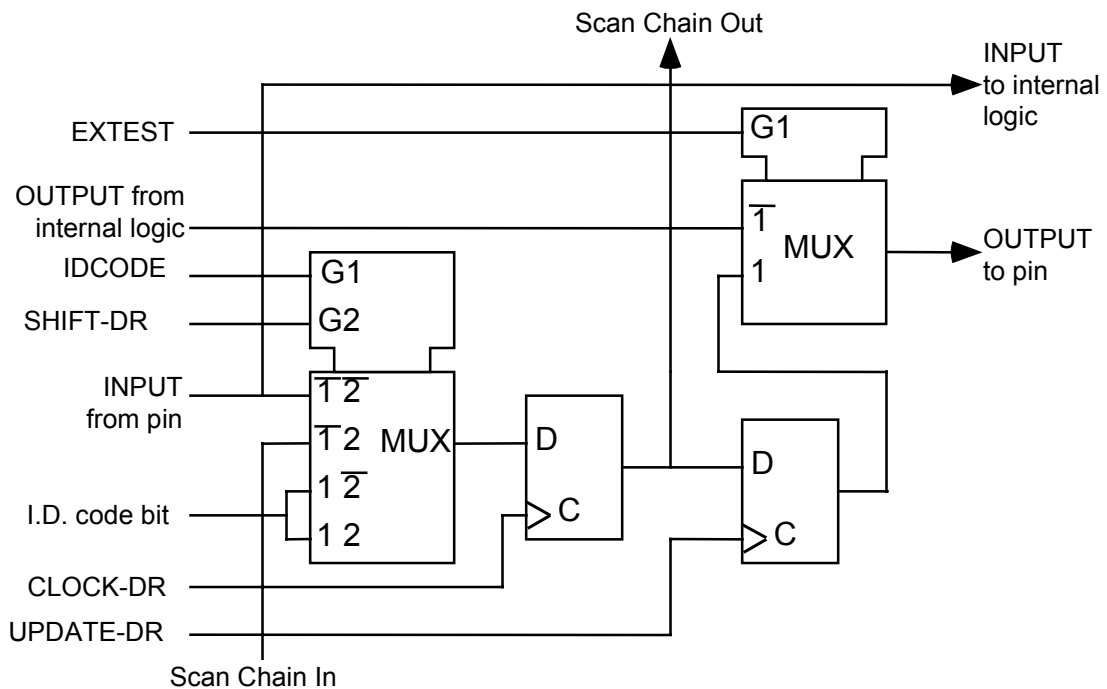 Scan Chain Out
INPUT
to internal
logic
EXTEST
G1
OUTPUT from
internal logic
1̅
MUX
1
OUTPUT
to pin
IDCODE
G1
SHIFT-DR
G2
INPUT
from pin
1̅ 2̅
1̅ 2
MUX
1 2̅
1 2
I.D. code bit
D
C
D
C
CLOCK-DR
UPDATE-DR
Scan Chain In